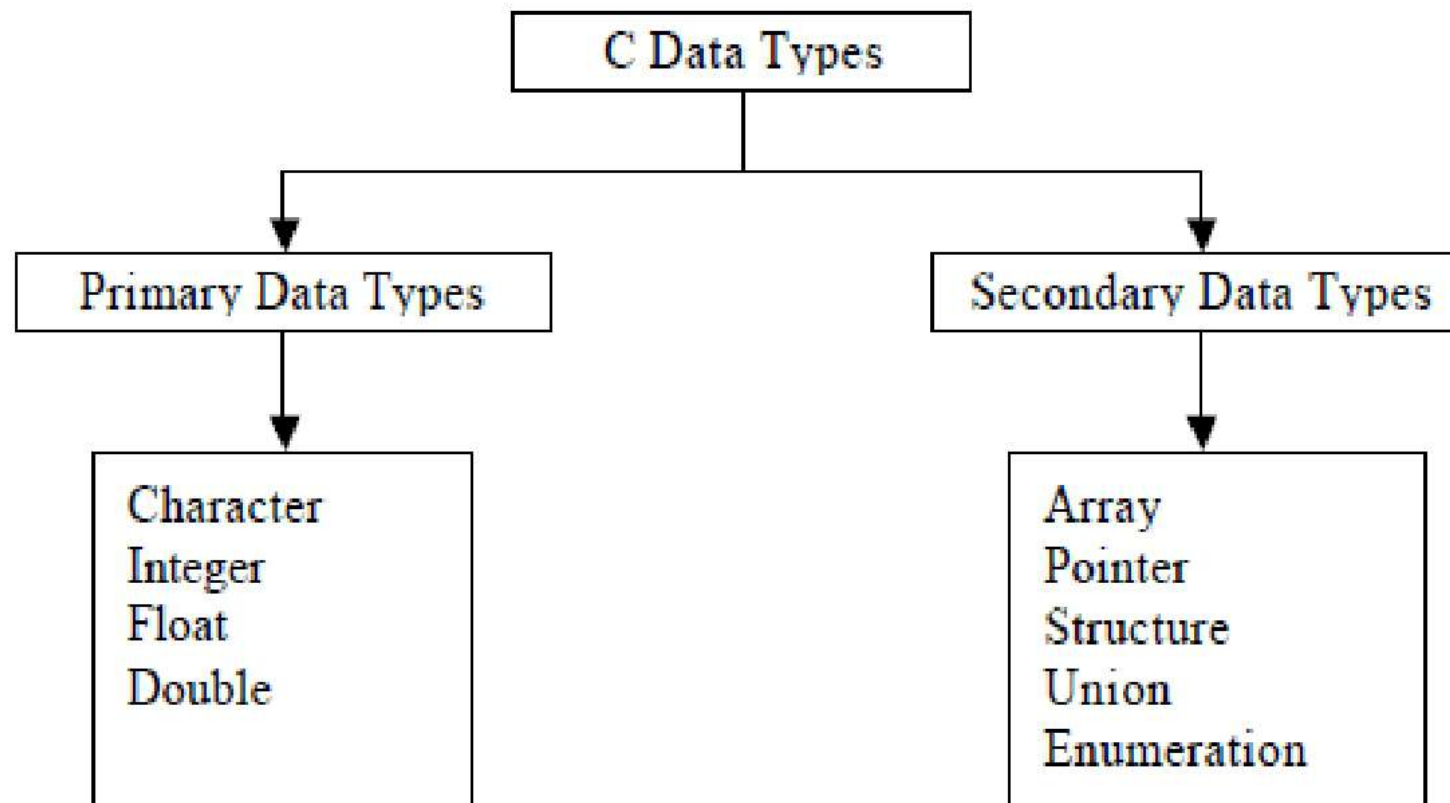 C Data Types
Primary Data Types
Secondary Data Types
Character
Integer
Float
Double
Array
Pointer
Structure
Union
Enumeration